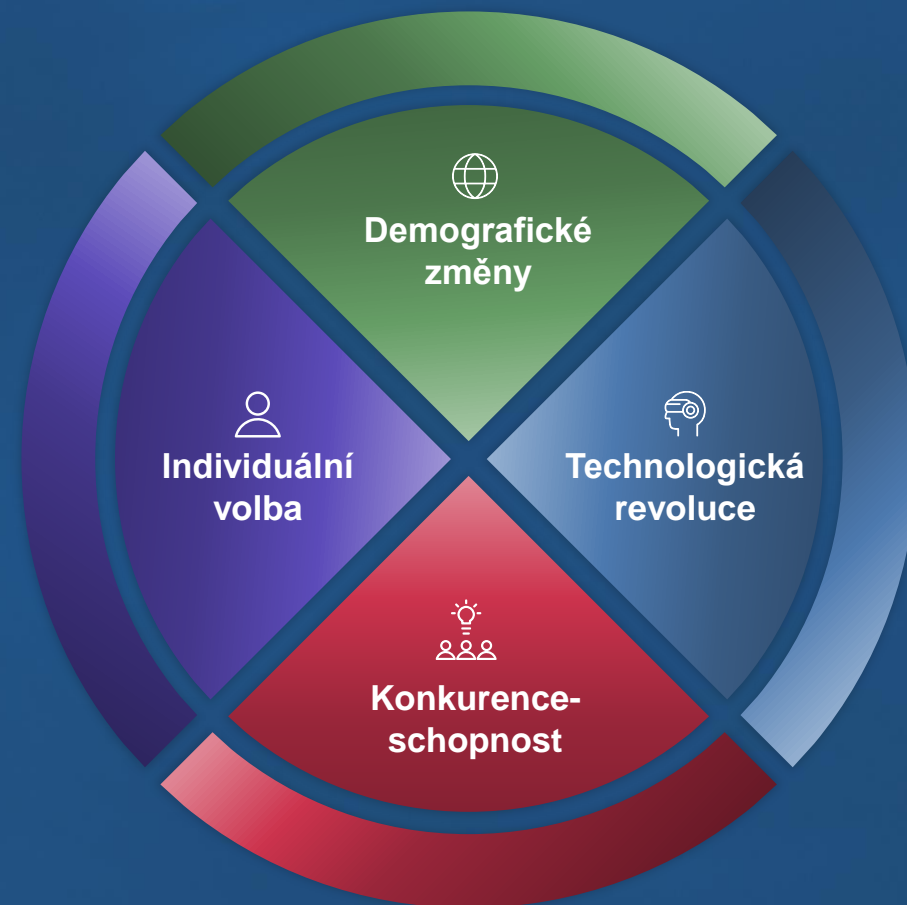 Demografické
změny
Individuální
volba
Technologická
revoluce
Konkurence-
schopnost